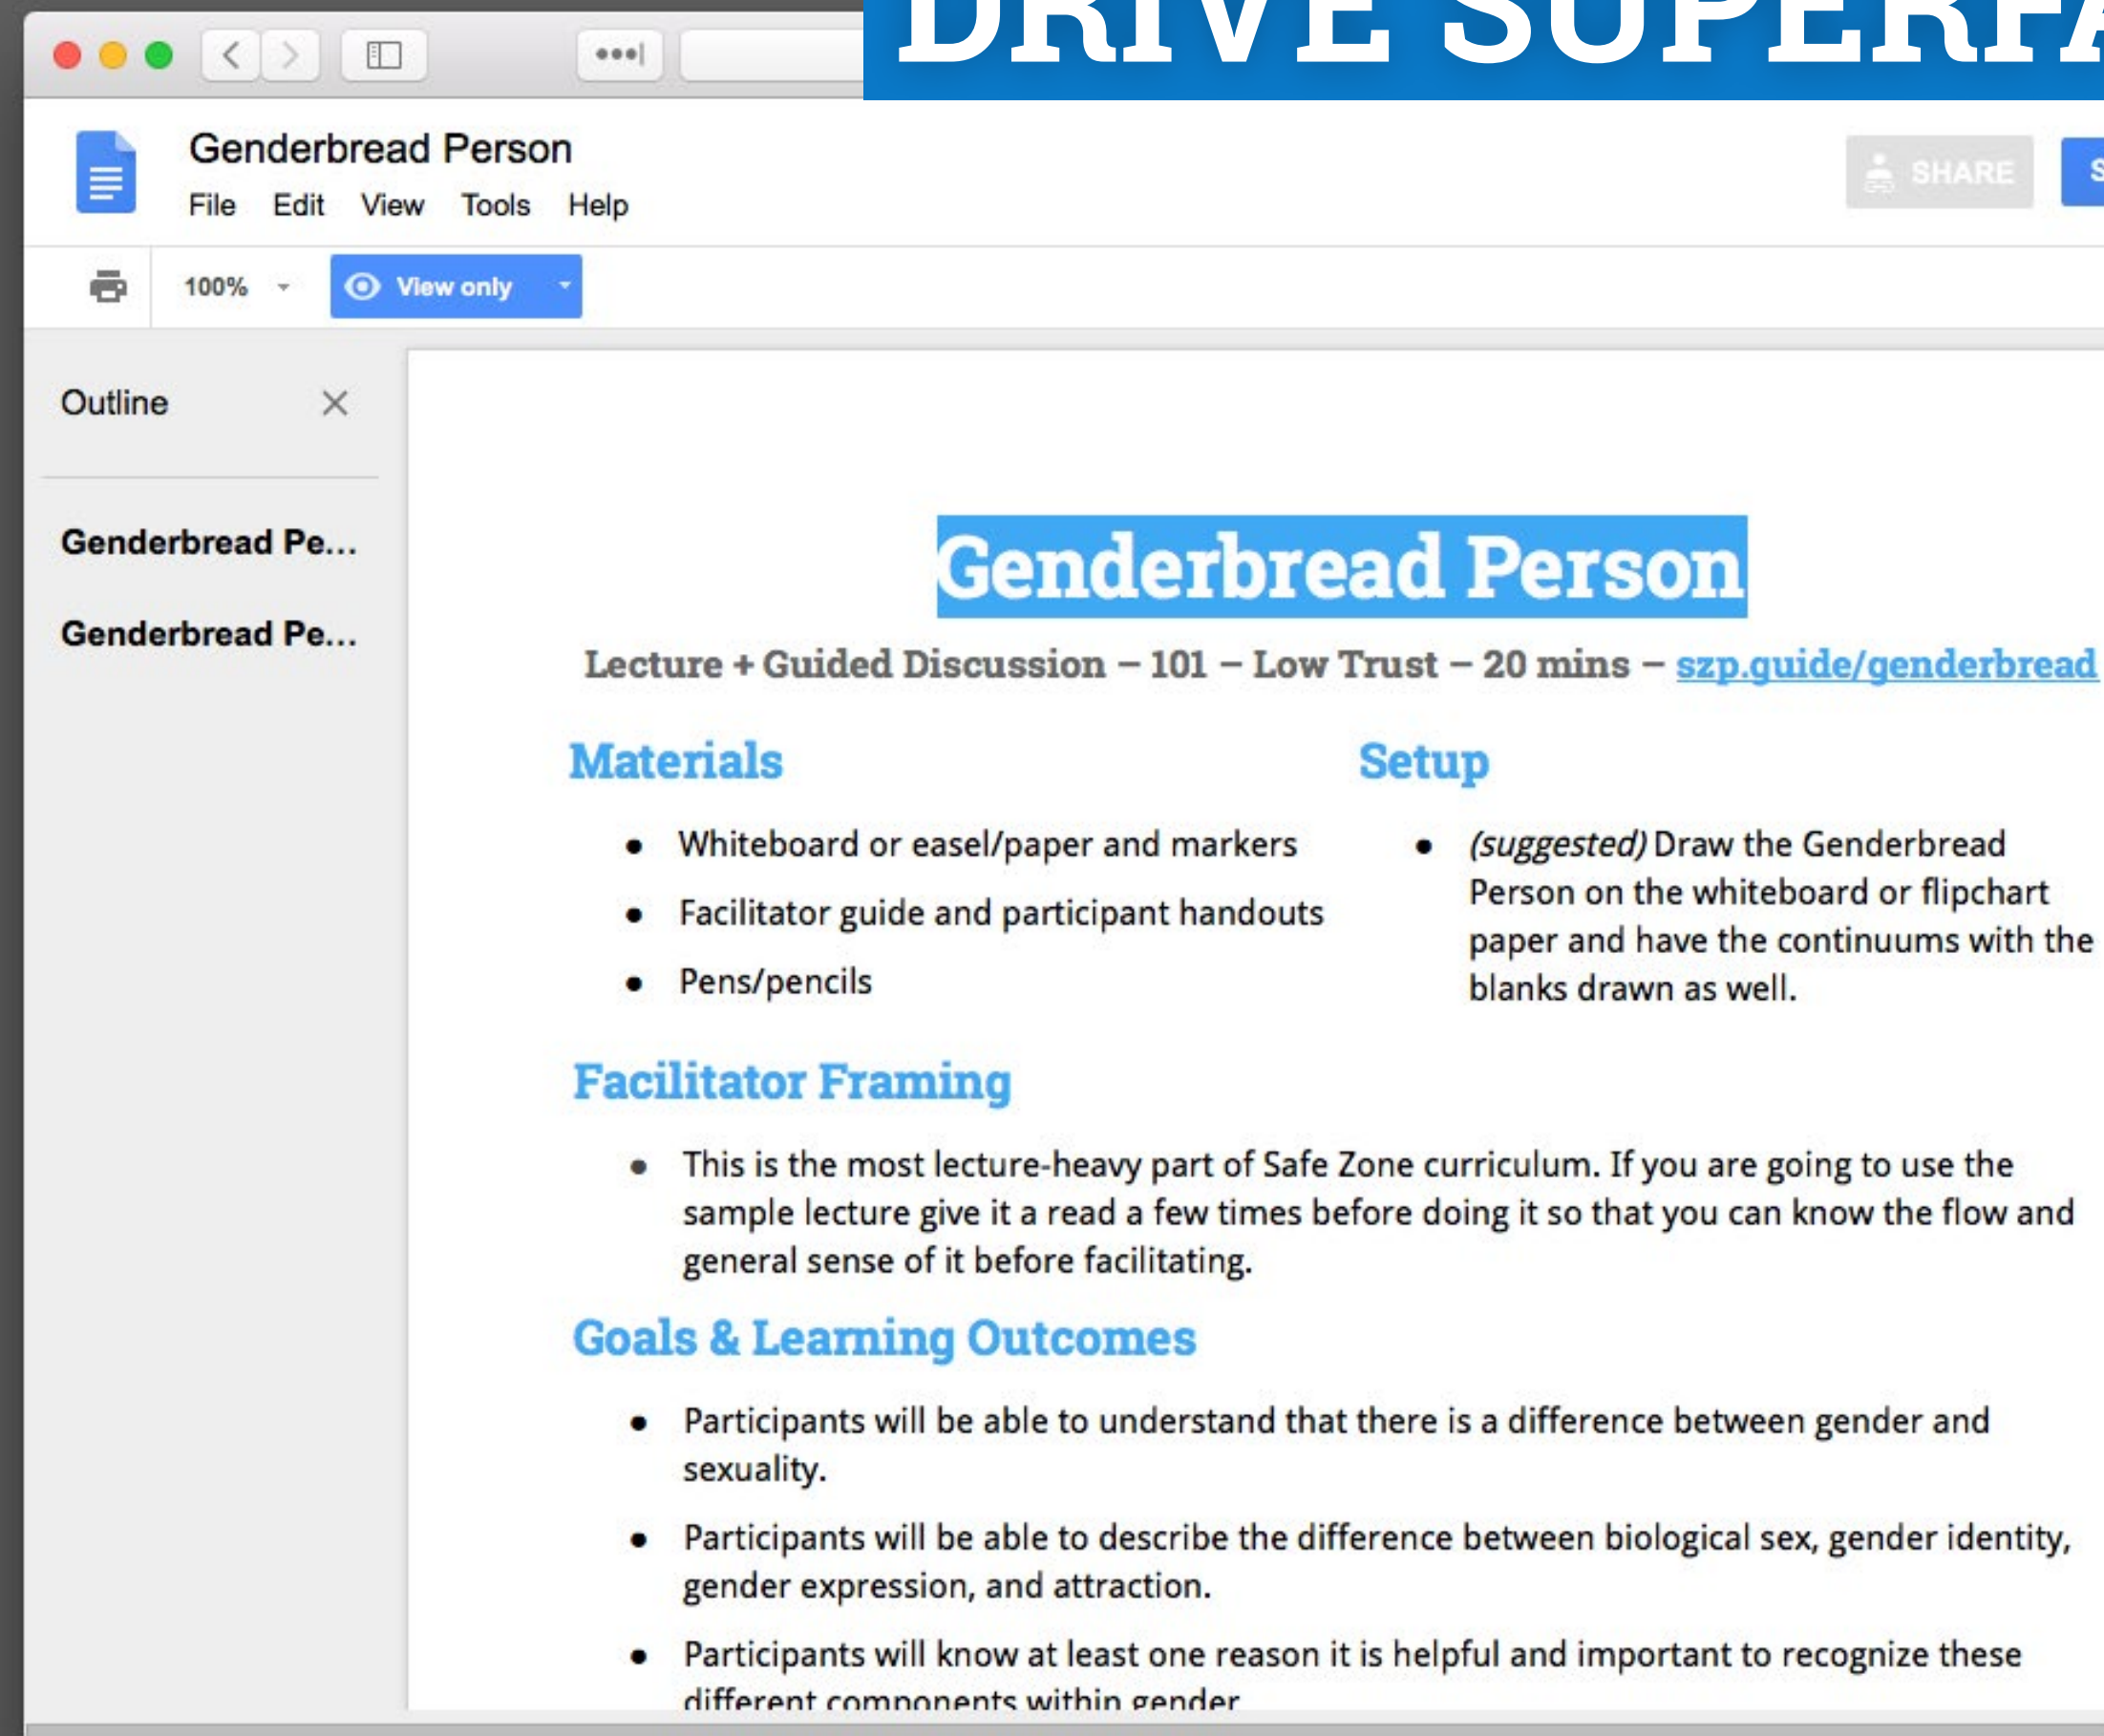 DRIVE SUPERFA
Genderbread Person
File Edit View Tools Help
SHARE
S
100% View only
Outline
Genderbread Pe...
Genderbread Pe...
Genderbread Person
Lecture + Guided Discussion – 101 – Low Trust – 20 mins – szp.guide/genderbread
Materials
● Whiteboard or easel/paper and markers
● Facilitator guide and participant handouts
● Pens/pencils
Setup
● (suggested) Draw the Genderbread
Person on the whiteboard or flipchart
paper and have the continuums with the
blanks drawn as well.
Facilitator Framing
● This is the most lecture-heavy part of Safe Zone curriculum. If you are going to use the
sample lecture give it a read a few times before doing it so that you can know the flow and
general sense of it before facilitating.
Goals & Learning Outcomes
● Participants will be able to understand that there is a difference between gender and
sexuality.
● Participants will be able to describe the difference between biological sex, gender identity,
gender expression, and attraction.
● Participants will know at least one reason it is helpful and important to recognize these
different components within gender